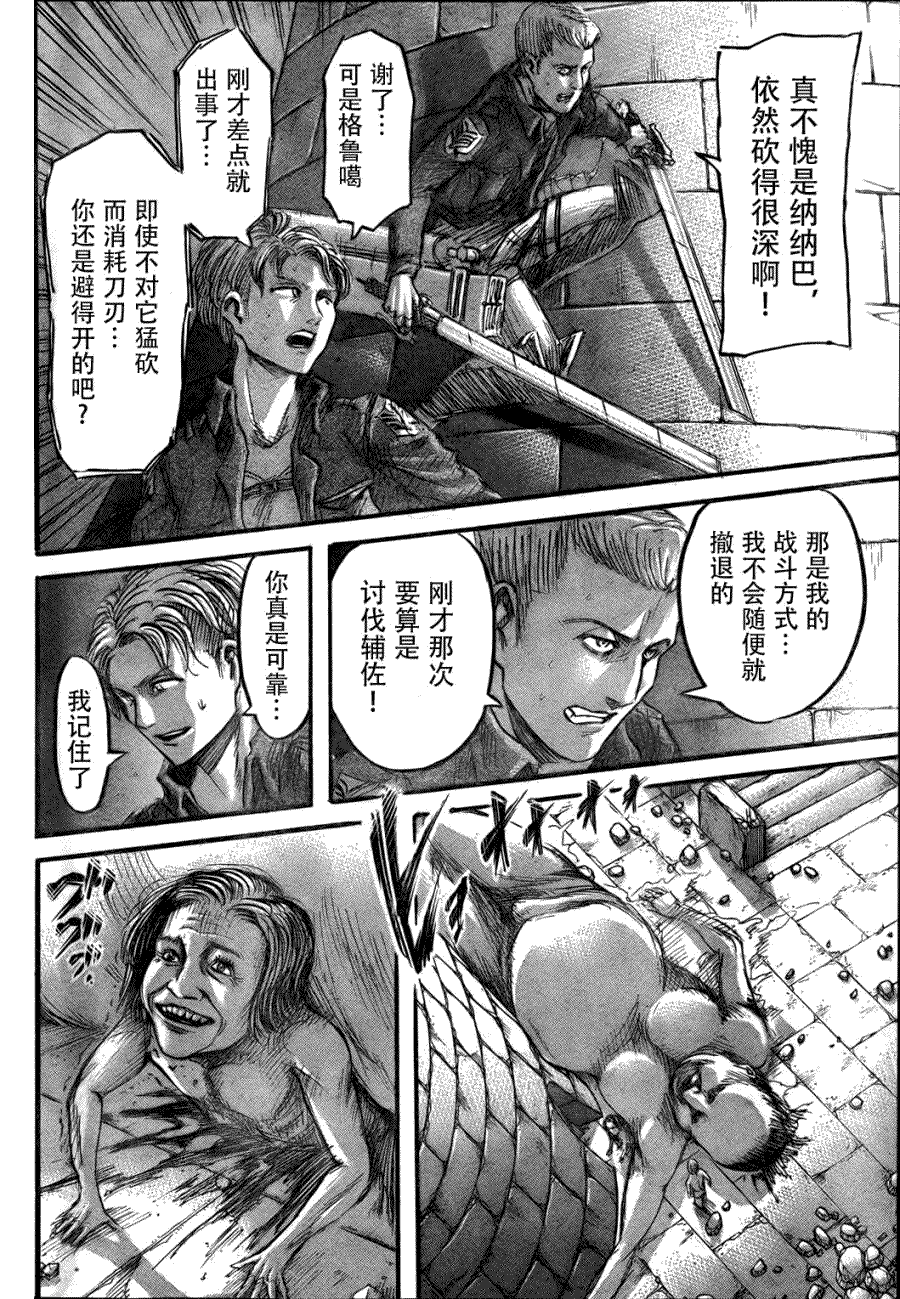 真不愧是纳纳巴,
依然砍得很深啊!
谢了…
可是格鲁噶
刚才差点就
出事了…
即使不对它猛砍
而消耗刀刃…
你还是避得开的吧?
那是我的
战斗方式…
我不会随便就
撤退的
刚才那次
要算是
讨伐辅佐!
你真是可靠…
我记住了